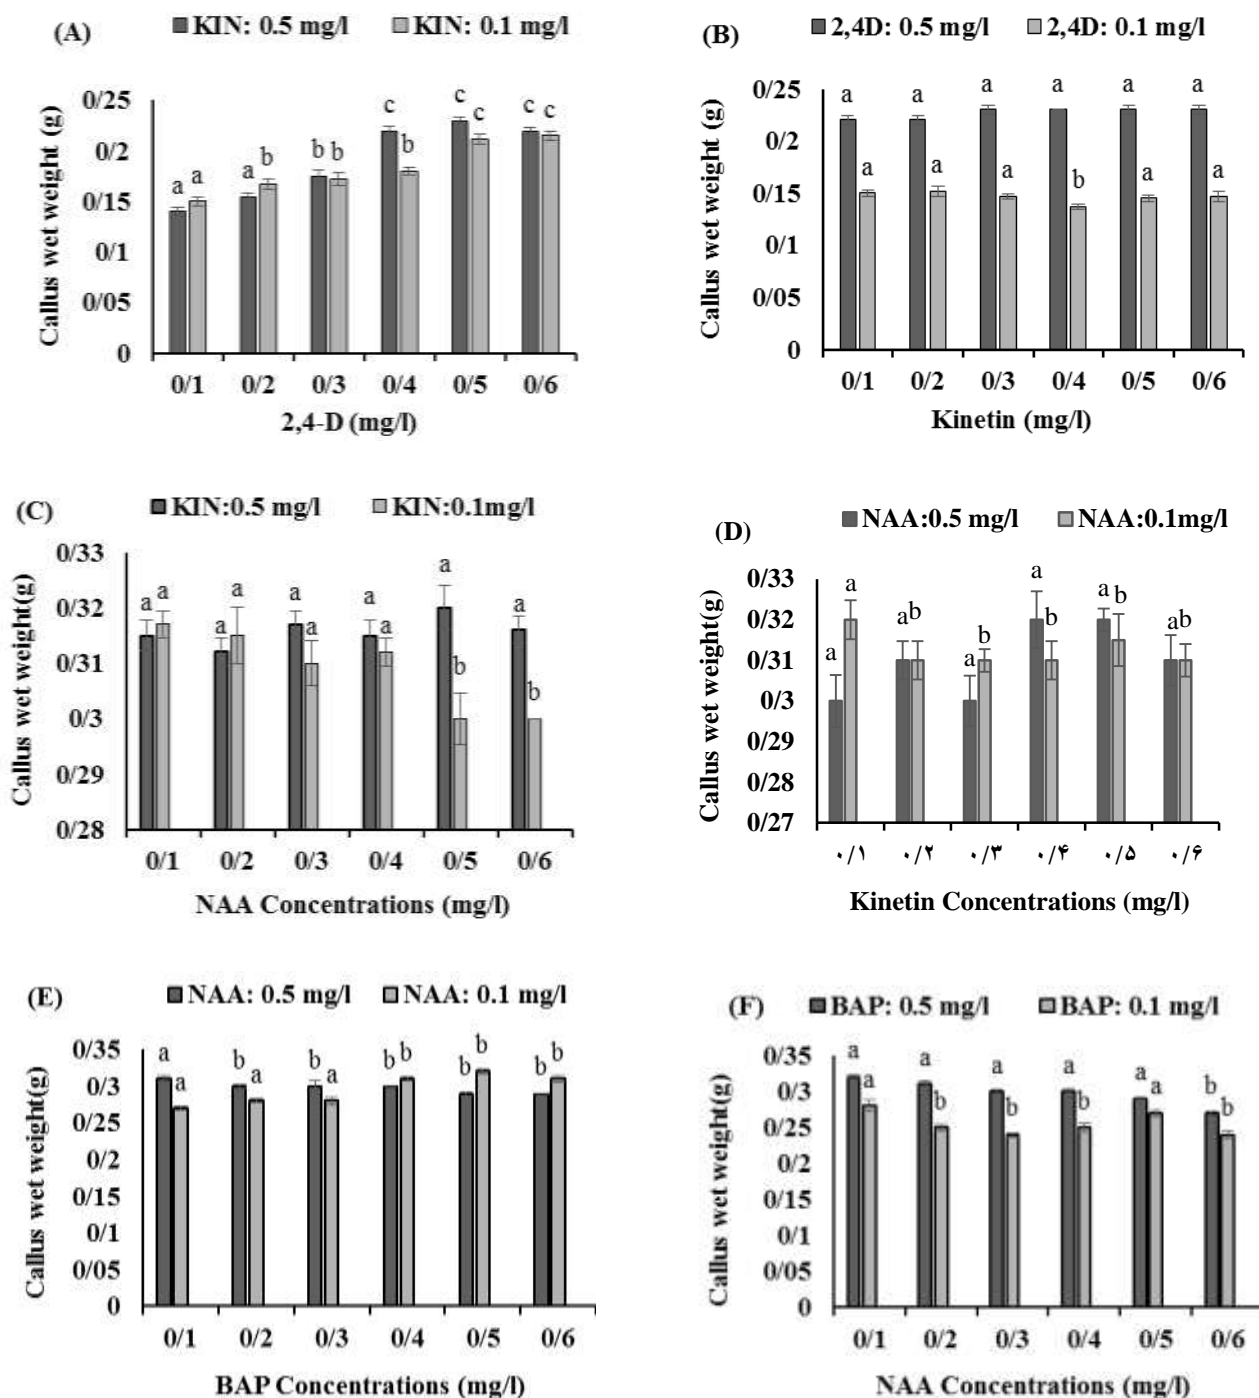 (A)
KIN: 0.5 mg/l KIN: 0.1 mg/l
Callus wet weight (g)
0/25
0/2
0/15
0/1
0/05
0
a a a b b b c b c c c c
0/1 0/2 0/3 0/4 0/5 0/6
2,4-D (mg/l)
(B)
2,4D: 0.5 mg/l 2,4D: 0.1 mg/l
Callus wet weight (g)
0/25
0/2
0/15
0/1
0/05
0
a a a a a a
a a a b a a
0/1 0/2 0/3 0/4 0/5 0/6
Kinetin (mg/l)
(C)
KIN:0.5 mg/l KIN:0.1mg/l
Callus wet weight(g)
0/33
0/32
0/31
0/3
0/29
0/28
a a a a a a a a a b a b
0/1 0/2 0/3 0/4 0/5 0/6
NAA Concentrations (mg/l)
(D)
NAA:0.5 mg/l NAA:0.1mg/l
Callus wet weight(g)
0/33
0/32
0/31
0/3
0/29
0/28
0/27
a a a b a b a b a b a b
۰/۱ ۰/۲ ۰/۳ ۰/۴ ۰/۵ ۰/۶
Kinetin Concentrations (mg/l)
(E)
NAA: 0.5 mg/l NAA: 0.1 mg/l
Callus wet weight(g)
0/35
0/3
0/25
0/2
0/15
0/1
0/05
0
a a b a b a b b b b b b
0/1 0/2 0/3 0/4 0/5 0/6
BAP Concentrations (mg/l)
(F)
BAP: 0.5 mg/l BAP: 0.1 mg/l
Callus wet weight(g)
0/35
0/3
0/25
0/2
0/15
0/1
0/05
0
a a a b a b a b a a b b
0/1 0/2 0/3 0/4 0/5 0/6
NAA Concentrations (mg/l)